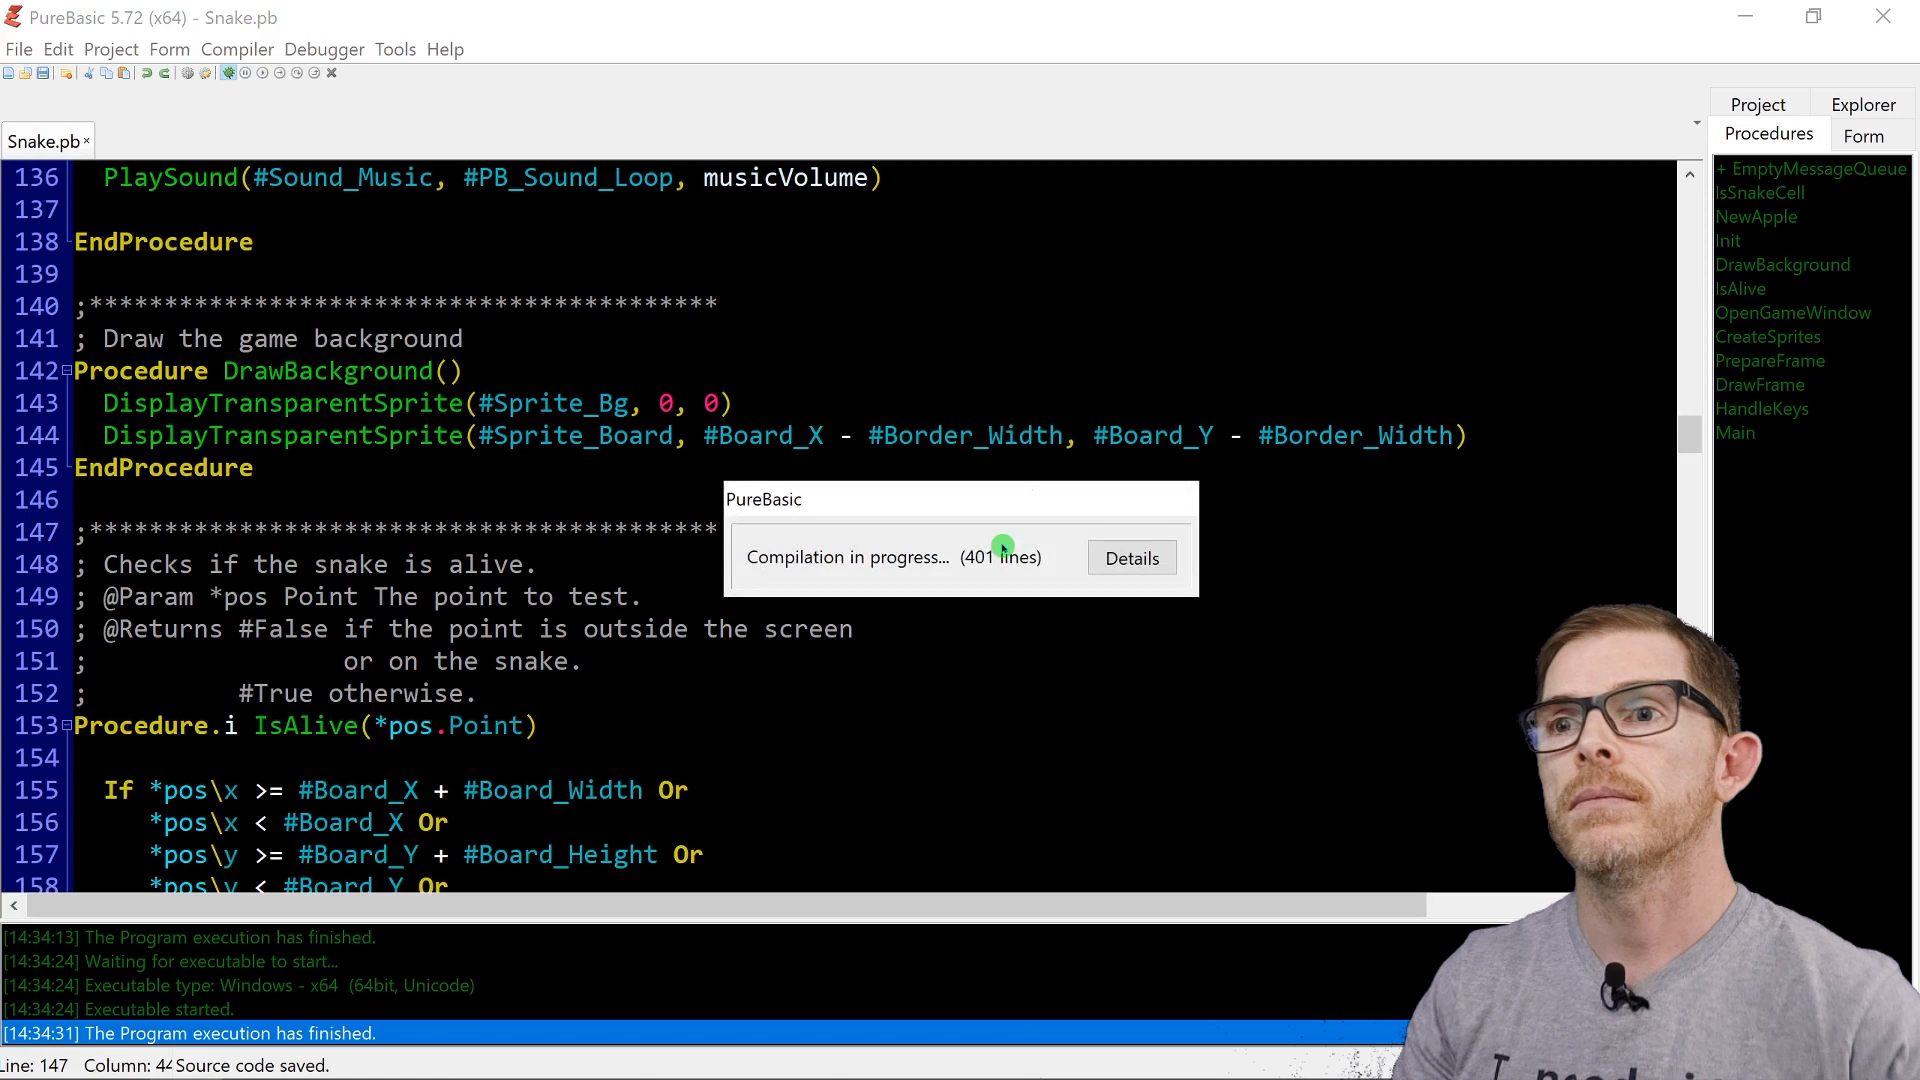 PureBasic 5.72 (x64) - Snake.pb
File Edit Project Form Compiler Debugger Tools Help
Project Explorer
Procedures Form
Snake.pb
136 PlaySound(#Sound_Music, #PB_Sound_Loop, musicVolume)
137
138 EndProcedure
139
140 ;******************************************
141 ; Draw the game background
142 Procedure DrawBackground()
143 DisplayTransparentSprite(#Sprite_Bg, 0, 0)
144 DisplayTransparentSprite(#Sprite_Board, #Board_X - #Border_Width, #Board_Y - #Border_Width)
145 EndProcedure
146
147 ;******************************************
148 ; Checks if the snake is alive.
149 ; @Param *pos Point The point to test.
150 ; @Returns #False if the point is outside the screen
151 ; or on the snake.
152 ; #True otherwise.
153 Procedure.i IsAlive(*pos.Point)
154
155 If *pos\x >= #Board_X + #Board_Width Or
156 *pos\x < #Board_X Or
157 *pos\y >= #Board_Y + #Board_Height Or
158 *pos\y < #Board_Y Or
PureBasic
Compilation in progress... (401 lines)
Details
+ EmptyMessageQueue
IsSnakeCell
NewApple
Init
DrawBackground
IsAlive
OpenGameWindow
CreateSprites
PrepareFrame
DrawFrame
HandleKeys
Main
[14:34:13] The Program execution has finished.
[14:34:24] Waiting for executable to start...
[14:34:24] Executable type: Windows - x64 (64bit, Unicode)
[14:34:24] Executable started.
[14:34:31] The Program execution has finished.
Line: 147 Column: 44 Source code saved.